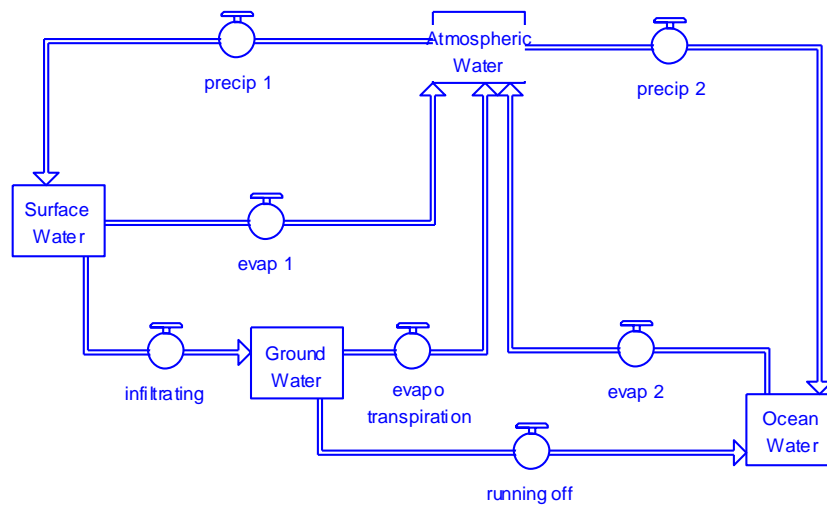 Atmospheric
Water
precip 1
precip 2
Surface
Water
evap 1
Ground
Water
infiltrating
evapo
transpiration
evap 2
Ocean
Water
running off